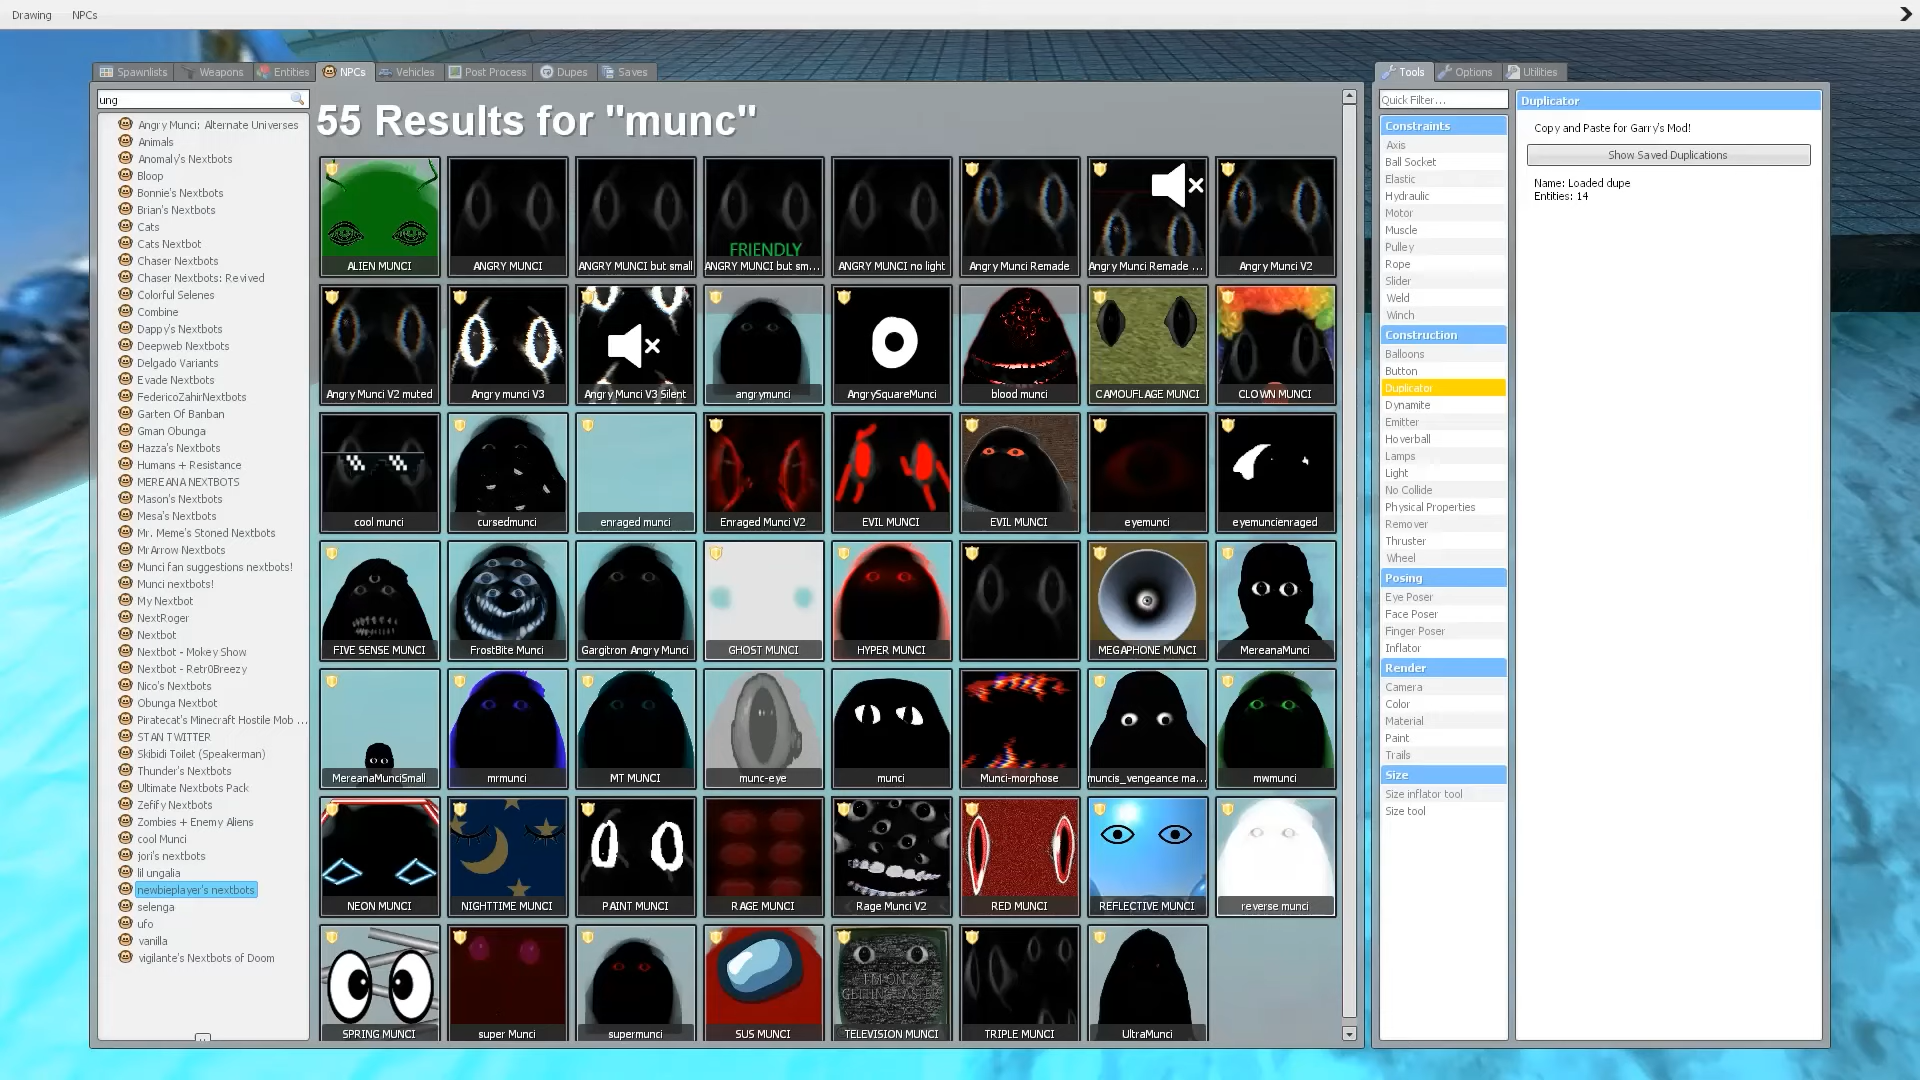 Drawing NPCs
Spawnlists Weapons Entities NPCs Vehicles Post Process Dupes Saves
ung
Angry Munci: Alternate Universes
Animals
Anomaly's Nextbots
Bloop
Bonnie's Nextbots
Brian's Nextbots
Cats
Cats Nextbot
Chaser Nextbots
Chaser Nextbots: Revived
Colorful Selenes
Combine
Dappy's Nextbots
Deepweb Nextbots
Delgado Variants
Evade Nextbots
FedericoZahirNextbots
Garten Of Banban
Gman Obunga
Hazza's Nextbots
Humans + Resistance
MEREANA NEXTBOTS
Mason's Nextbots
Mesa's Nextbots
Mr. Meme's Stoned Nextbots
MrArrow Nextbots
Munci fan suggestions nextbots!
Munci nextbots!
My Nextbot
NextRoger
Nextbot
Nextbot - Mokey Show
Nextbot - Retr0Breezy
Nico's Nextbots
Obunga Nextbot
Piratecat's Minecraft Hostile Mob ...
STAN TWITTER
Skibidi Toilet (Speakerman)
Thunder's Nextbots
Ultimate Nextbots Pack
Zefify Nextbots
Zombies + Enemy Aliens
cool Munci
jori's nextbots
lil ungalia
newbieplayer's nextbots
selenga
ufo
vanilla
vigilante's Nextbots of Doom
55 Results for "munc"
FRIENDLY
ALIEN MUNCI ANGRY MUNCI ANGRY MUNCI but small ANGRY MUNCI but sm... ANGRY MUNCI no light Angry Munci Remade Angry Munci Remade ... Angry Munci V2
Angry Munci V2 muted Angry munci V3 Angry Munci V3 Silent angrymunci AngrySquareMunci blood munci CAMOUFLAGE MUNCI CLOWN MUNCI
cool munci cursedmunci enraged munci Enraged Munci V2 EVIL MUNCI EVIL MUNCI eyemunci eyemuncienraged
FIVE SENSE MUNCI FrostBite Munci Gargitron Angry Munci GHOST MUNCI HYPER MUNCI MEGAPHONE MUNCI MereanaMunci
MereanaMunciSmall mrmunci MT MUNCI munc-eye munci Munci-morphose muncis_vengeance ma... mwmunci
NEON MUNCI NIGHTTIME MUNCI PAINT MUNCI RAGE MUNCI Rage Munci V2 RED MUNCI REFLECTIVE MUNCI reverse munci
SPRING MUNCI super Munci supermunci SUS MUNCI TELEVISION MUNCI TRIPLE MUNCI UltraMunci
Tools Options Utilities
Quick Filter...
Constraints
Axis
Ball Socket
Elastic
Hydraulic
Motor
Muscle
Pulley
Rope
Slider
Weld
Winch
Construction
Balloons
Button
Duplicator
Dynamite
Emitter
Hoverball
Lamps
Light
No Collide
Physical Properties
Remover
Thruster
Wheel
Posing
Eye Poser
Face Poser
Finger Poser
Inflator
Render
Camera
Color
Material
Paint
Trails
Size
Size inflator tool
Size tool
Duplicator
Copy and Paste for Garry's Mod!
Show Saved Duplications
Name: Loaded dupe
Entities: 14